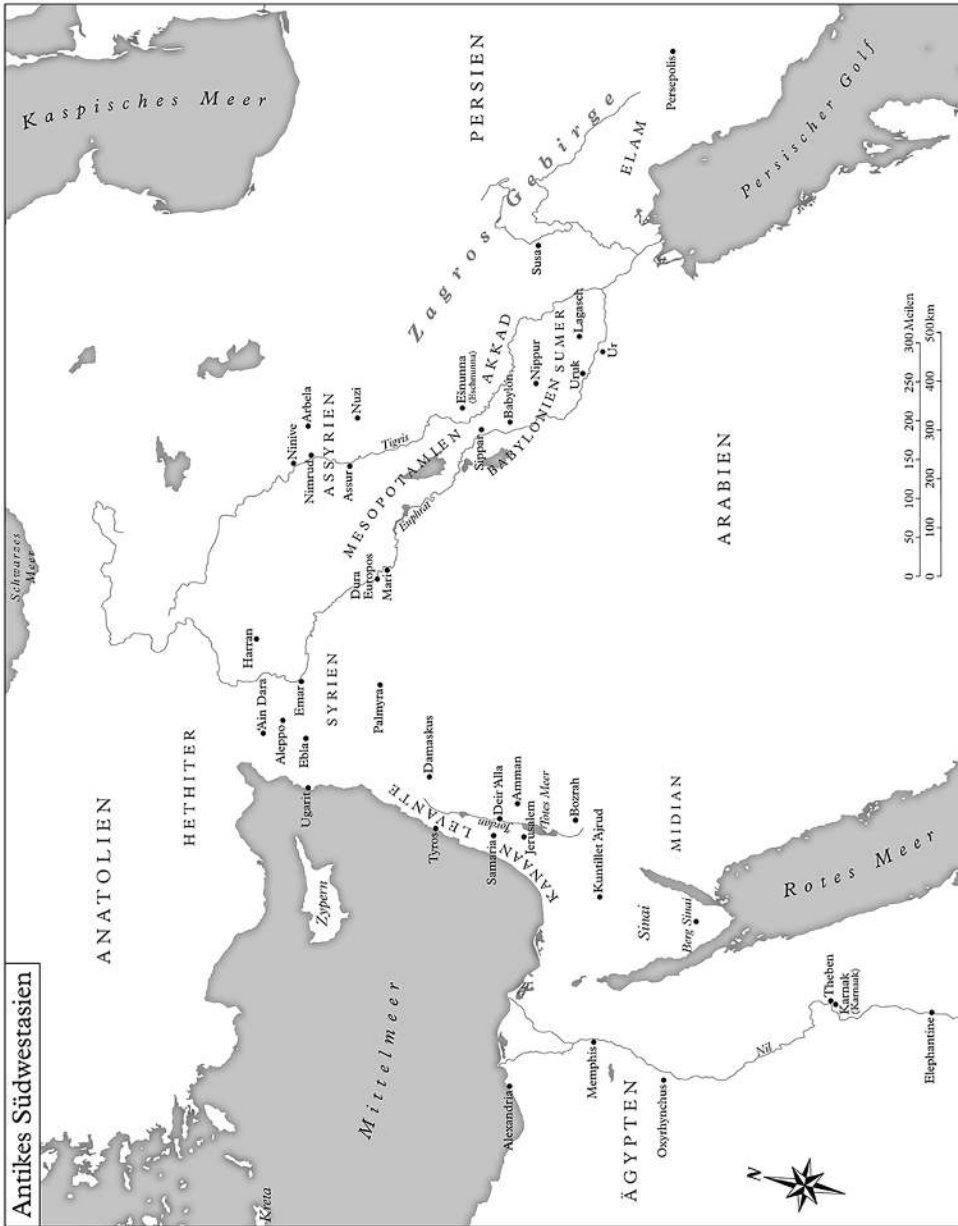 Antikes Südwestasien
Schwarzes
Meer
Kaspisches Meer
ANATOLIEN
HETHITER
'Ain Dara
Harran
Aleppo
Emar
Ebla
Ugarit
SYRIEN
Palmyra
Zypern
Kreta
Mittelmeer
Ninive
Arbela
Nimrud
ASSYRIEN
Assur
Nuzi
Tigris
Dura
Europos
Mari
MESOPOTAMIEN
Euphrat
Ešnunna
(Eschnunna)
AKKAD
Sippar
Babylon
BABYLONIEN
Nippur
SUMER
Lagasch
Uruk
Ur
Zagros-Gebirge
PERSIEN
Susa
ELAM
Persepolis
Persischer Golf
LEVANTE
Damaskus
Tyros
Jordan
Deir 'Alla
Samaria
Amman
KANAAN
Jerusalem
Totes Meer
Bozrah
Kuntillet 'Ajrud
MIDIAN
Sinai
Berg Sinai
Rotes Meer
ARABIEN
Alexandria
Memphis
ÄGYPTEN
Oxyrhynchus
Nil
Theben
Karnak
(Karnaak)
Elephantine
N
0 50 100 150 200 250 300 Meilen
0 100 200 300 400 500 km